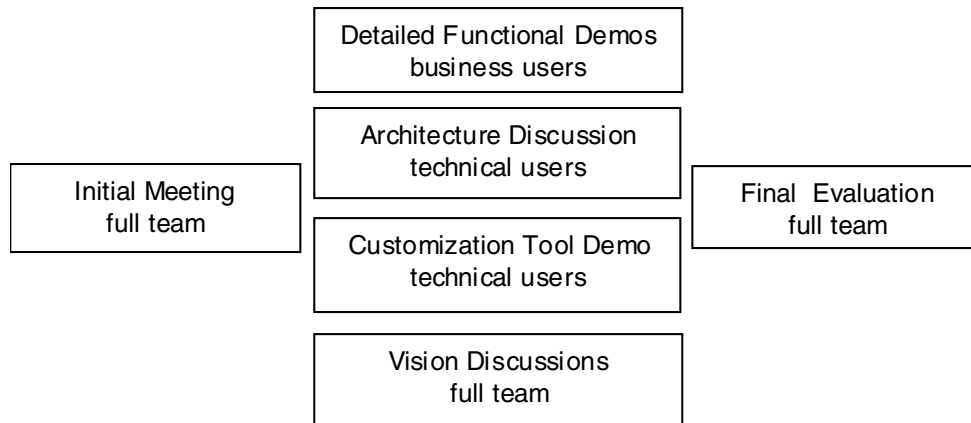 Detailed Functional Demos
business users
Architecture Discussion
technical users
Initial Meeting
full team
Final Evaluation
full team
Customization Tool Demo
technical users
Vision Discussions
full team